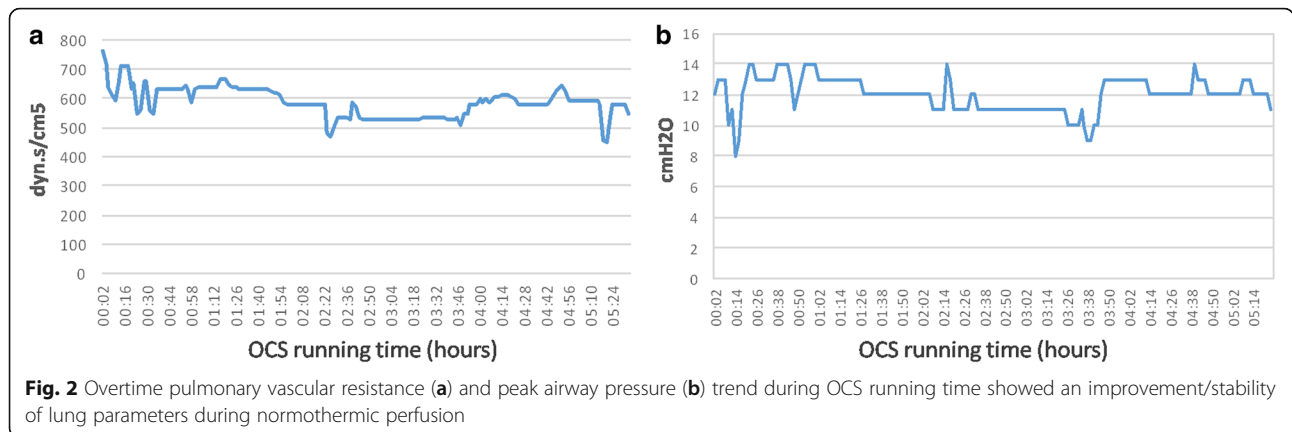 a
800
700
600
500
400
300
200
100
0
dyn.s/cm5
00:02 00:16 00:30 00:44 00:58 01:12 01:26 01:40 01:54 02:08 02:22 02:36 02:50 03:04 03:18 03:32 03:46 04:00 04:14 04:28 04:42 04:56 05:10 05:24
OCS running time (hours)
b
16
14
12
10
8
6
4
2
0
cmH2O
00:02 00:14 00:26 00:38 00:50 01:02 01:14 01:26 01:38 01:50 02:02 02:14 02:26 02:38 02:50 03:02 03:14 03:26 03:38 03:50 04:02 04:14 04:26 04:38 04:50 05:02 05:14
OCS running time (hours)
Fig. 2 Overtime pulmonary vascular resistance (a) and peak airway pressure (b) trend during OCS running time showed an improvement/stability
of lung parameters during normothermic perfusion